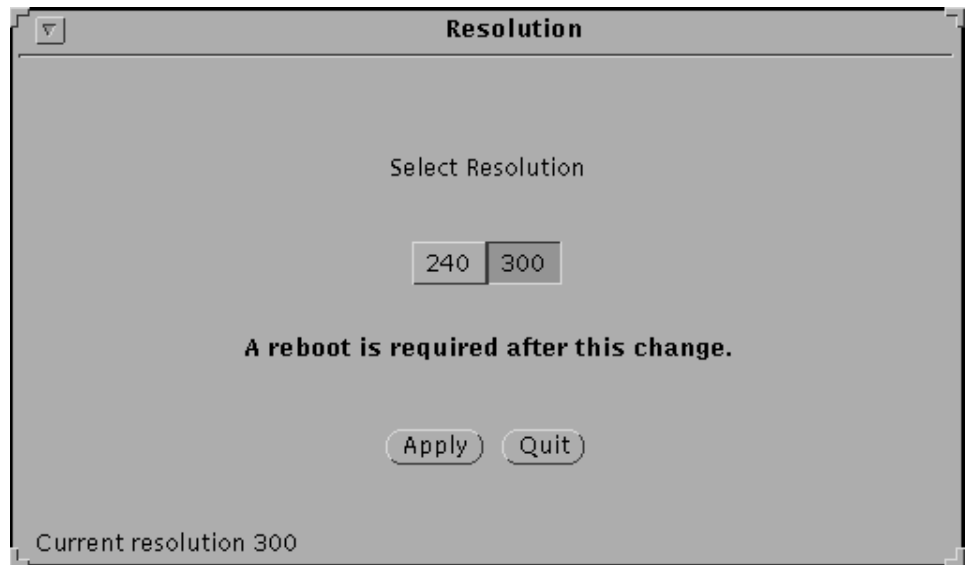 Resolution
Select Resolution
240 300
A reboot is required after this change.
Apply Quit
Current resolution 300